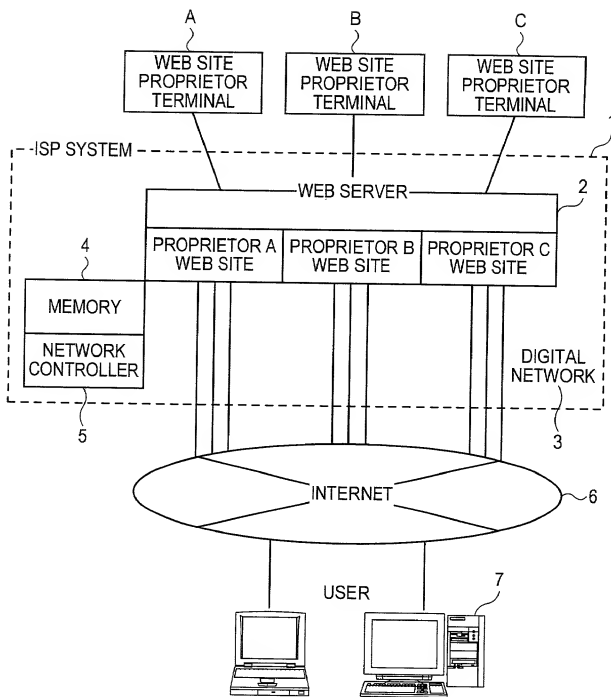 A
B
C
WEB SITE
PROPRIETOR
TERMINAL
WEB SITE
PROPRIETOR
TERMINAL
WEB SITE
PROPRIETOR
TERMINAL
ISP SYSTEM
WEB SERVER
2
PROPRIETOR A
WEB SITE
PROPRIETOR B
WEB SITE
PROPRIETOR C
WEB SITE
4
MEMORY
NETWORK
CONTROLLER
5
DIGITAL
NETWORK
3
INTERNET
6
USER
7